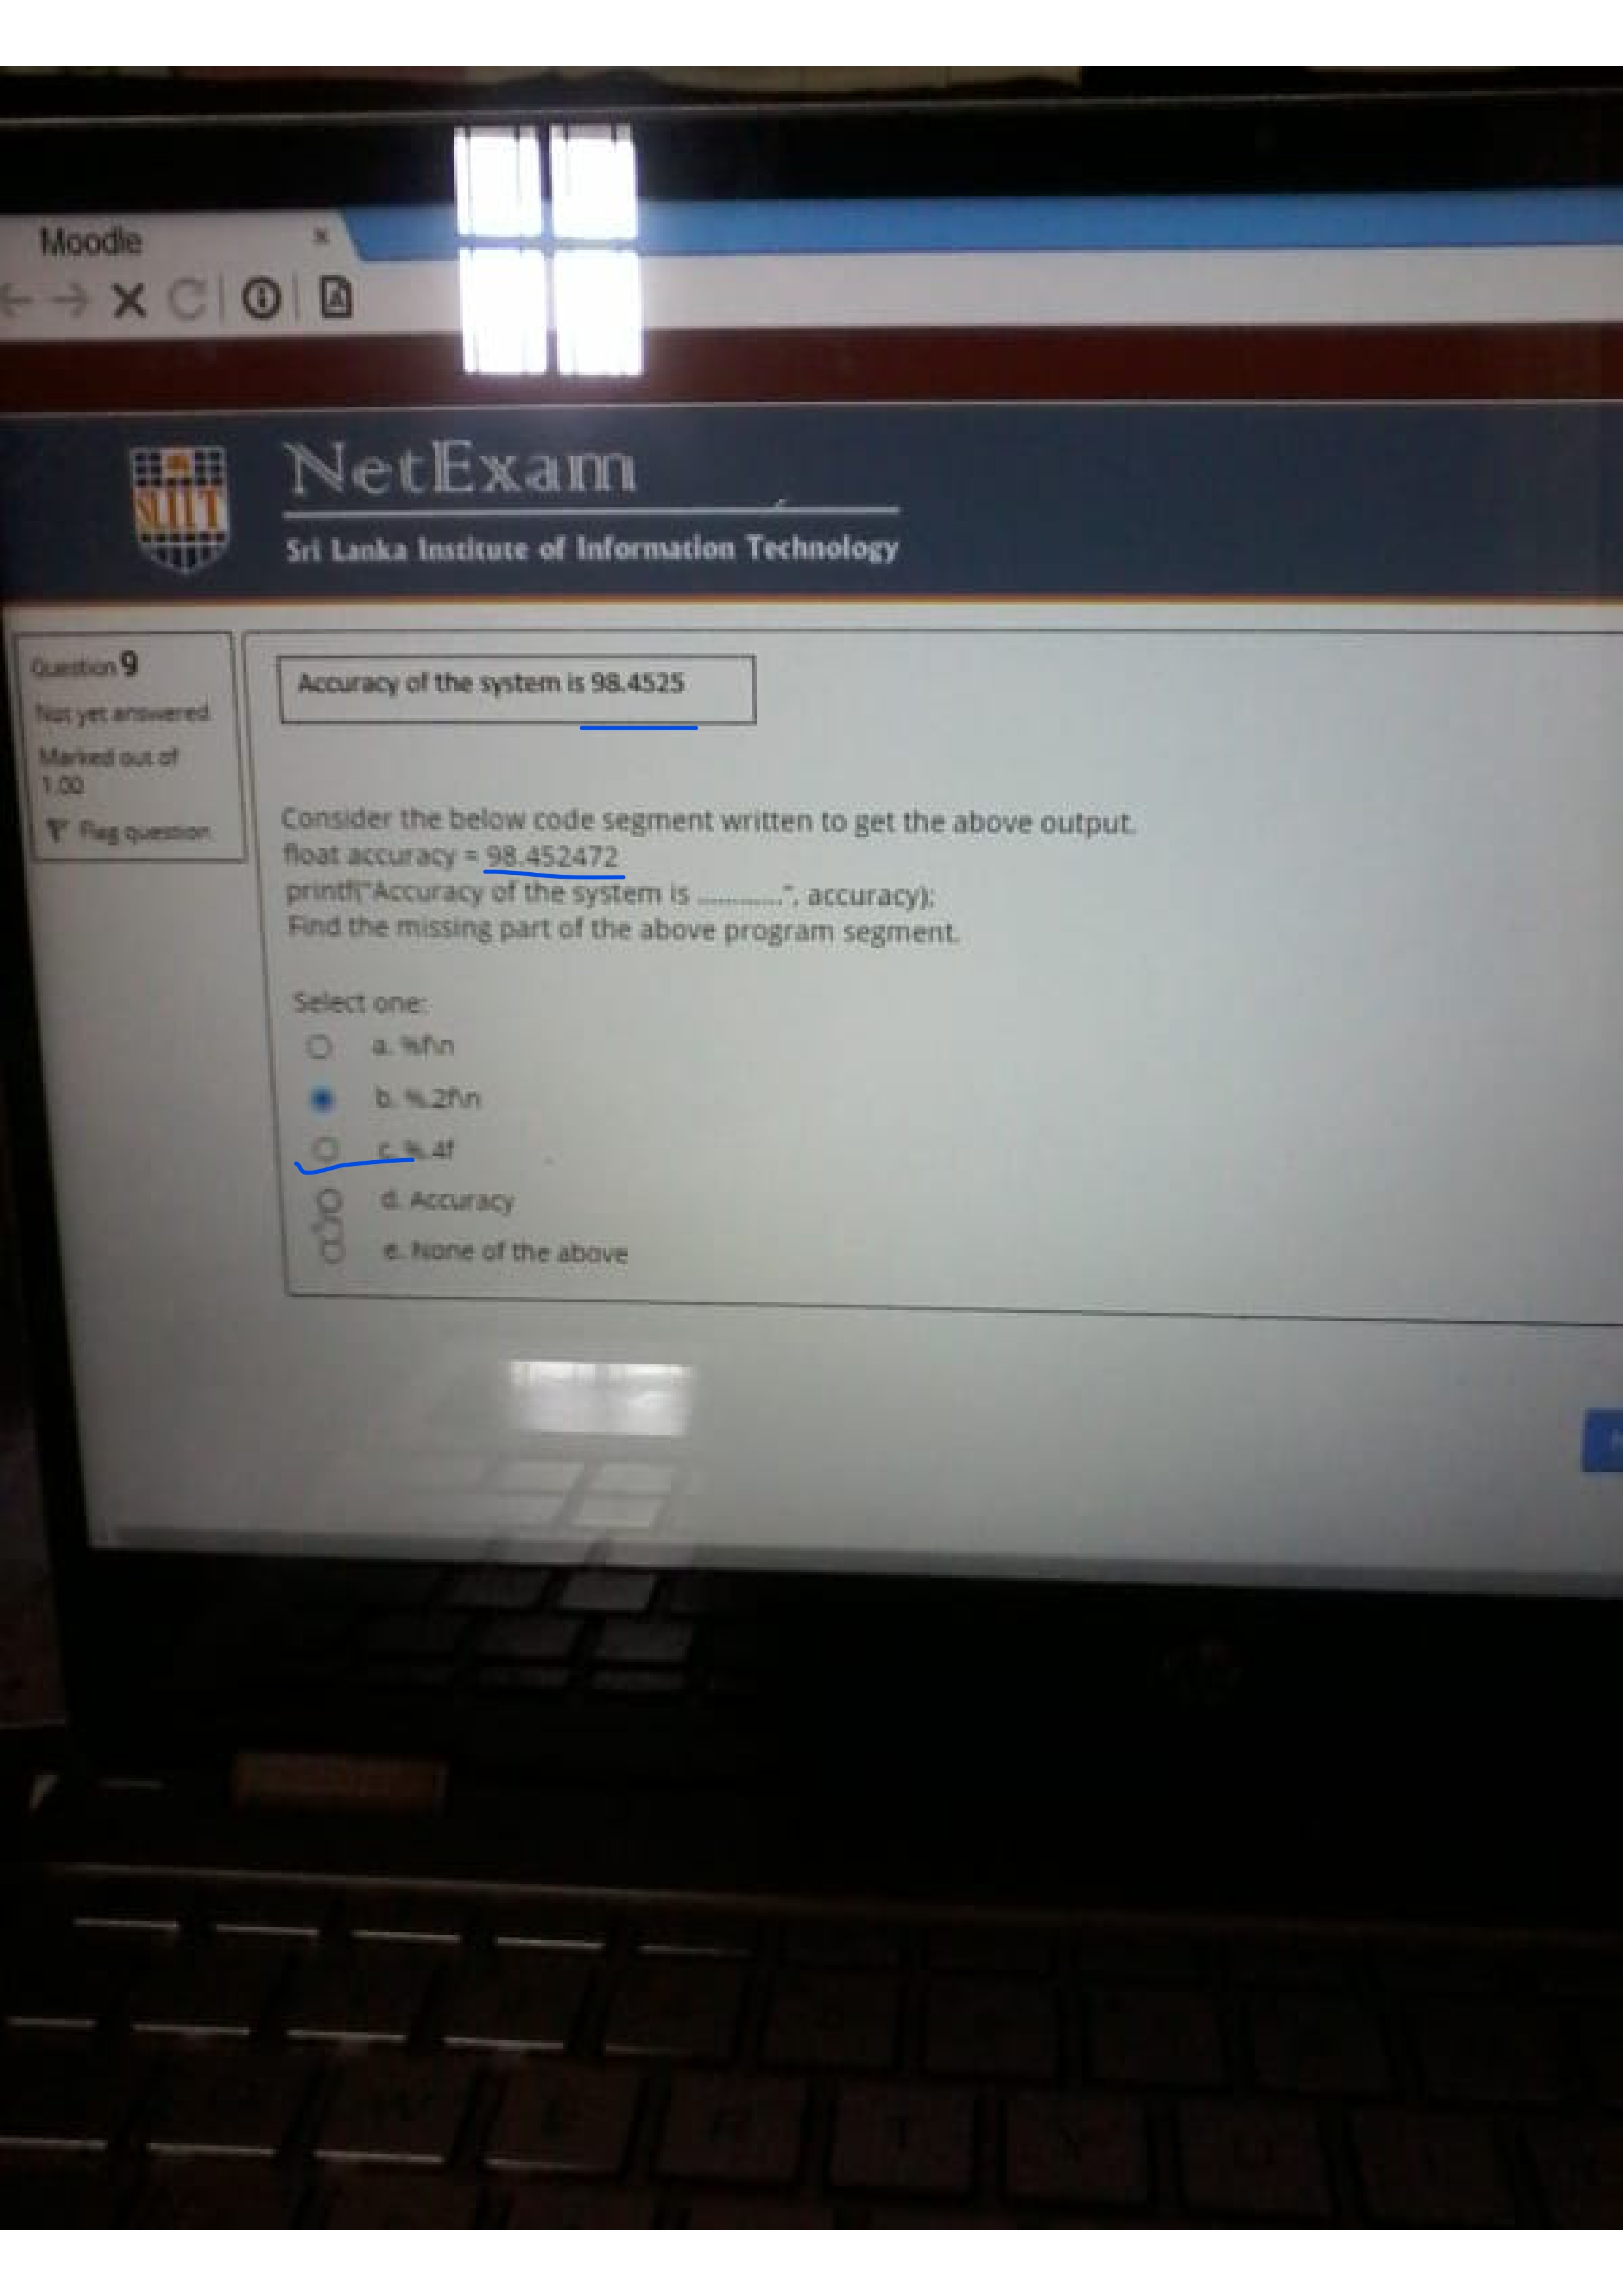 Moodle
NetExam
SLIIT
Sri Lanka Institute of Information Technology
Question 9
Not yet answered
Marked out of
1.00
Flag question
Accuracy of the system is 98.4525
Consider the below code segment written to get the above output.
float accuracy = 98.452472
printf("Accuracy of the system is ............", accuracy);
Find the missing part of the above program segment.
Select one:
a. %f\n
b. %.2f\n
c. %.4f
d. Accuracy
e. None of the above